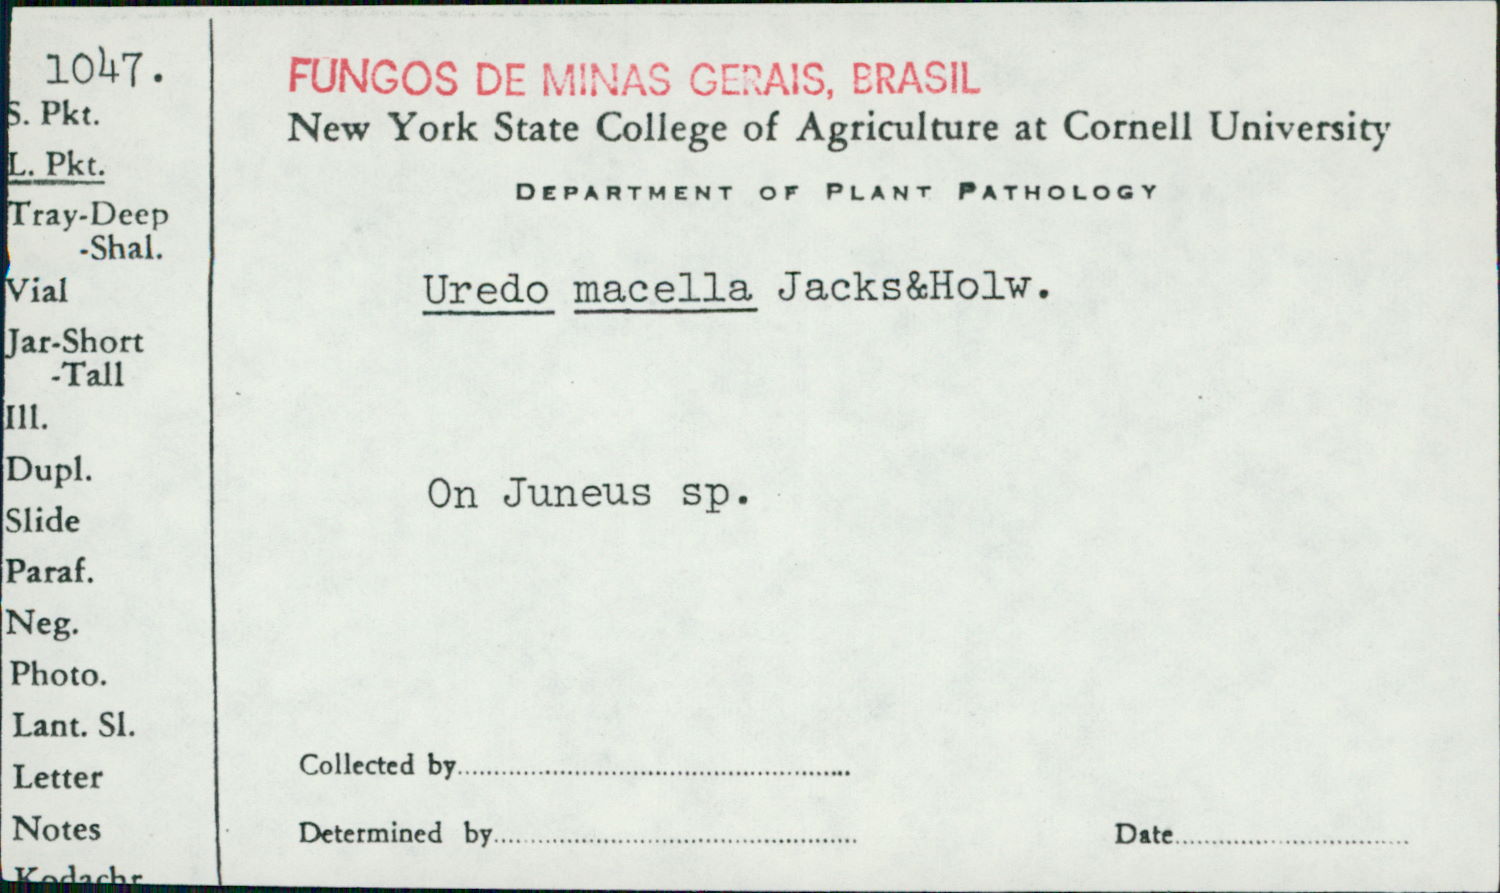 1047.
S. Pkt.
L. Pkt.
Tray-Deep
-Shal.
Vial
Jar-Short
-Tall
Ill.
Dupl.
Slide
Paraf.
Neg.
Photo.
Lant. Sl.
Letter
Notes
Kodachr
FUNGOS DE MINAS GERAIS, BRASIL
New York State College of Agriculture at Cornell University
DEPARTMENT OF PLANT PATHOLOGY
Uredo macella Jacks&Holw.
On Juneus sp.
Collected by
Determined by
Date